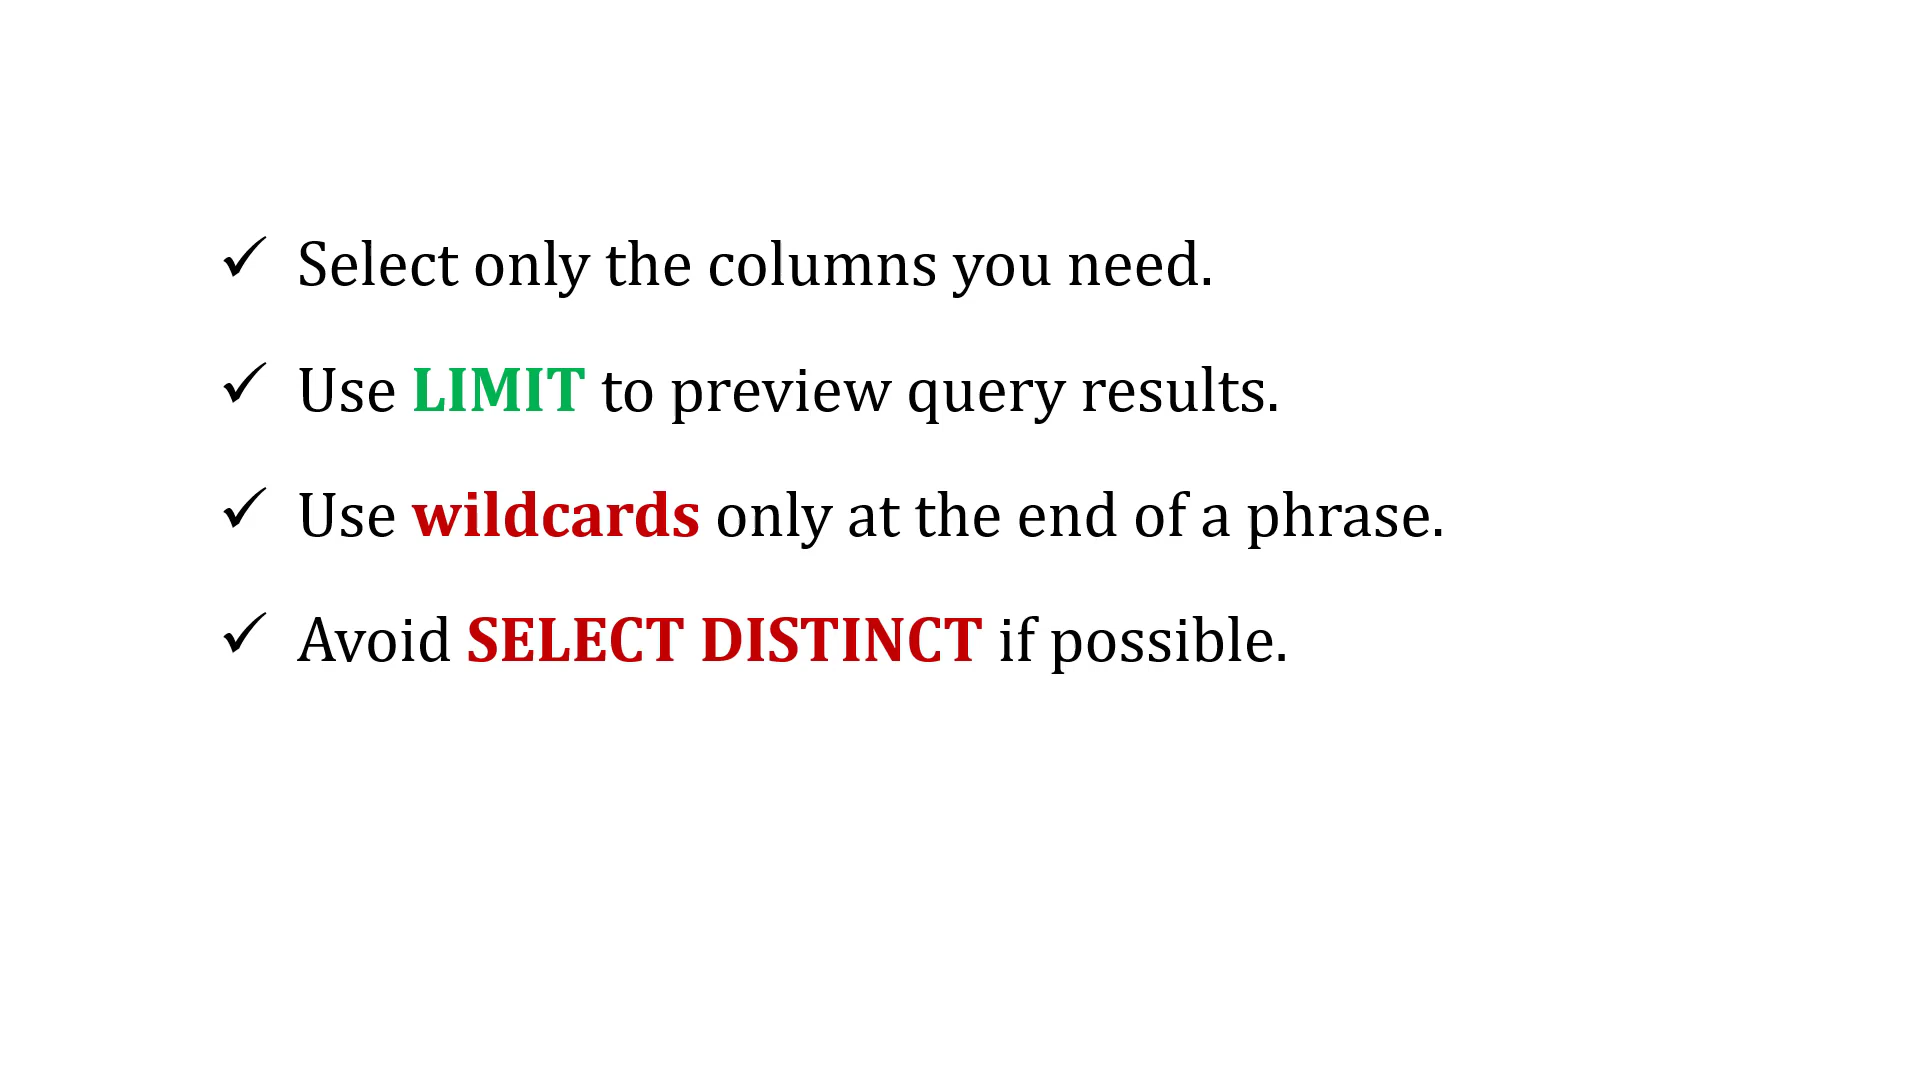 ✓ Select only the columns you need.
✓ Use LIMIT to preview query results.
✓ Use wildcards only at the end of a phrase.
✓ Avoid SELECT DISTINCT if possible.